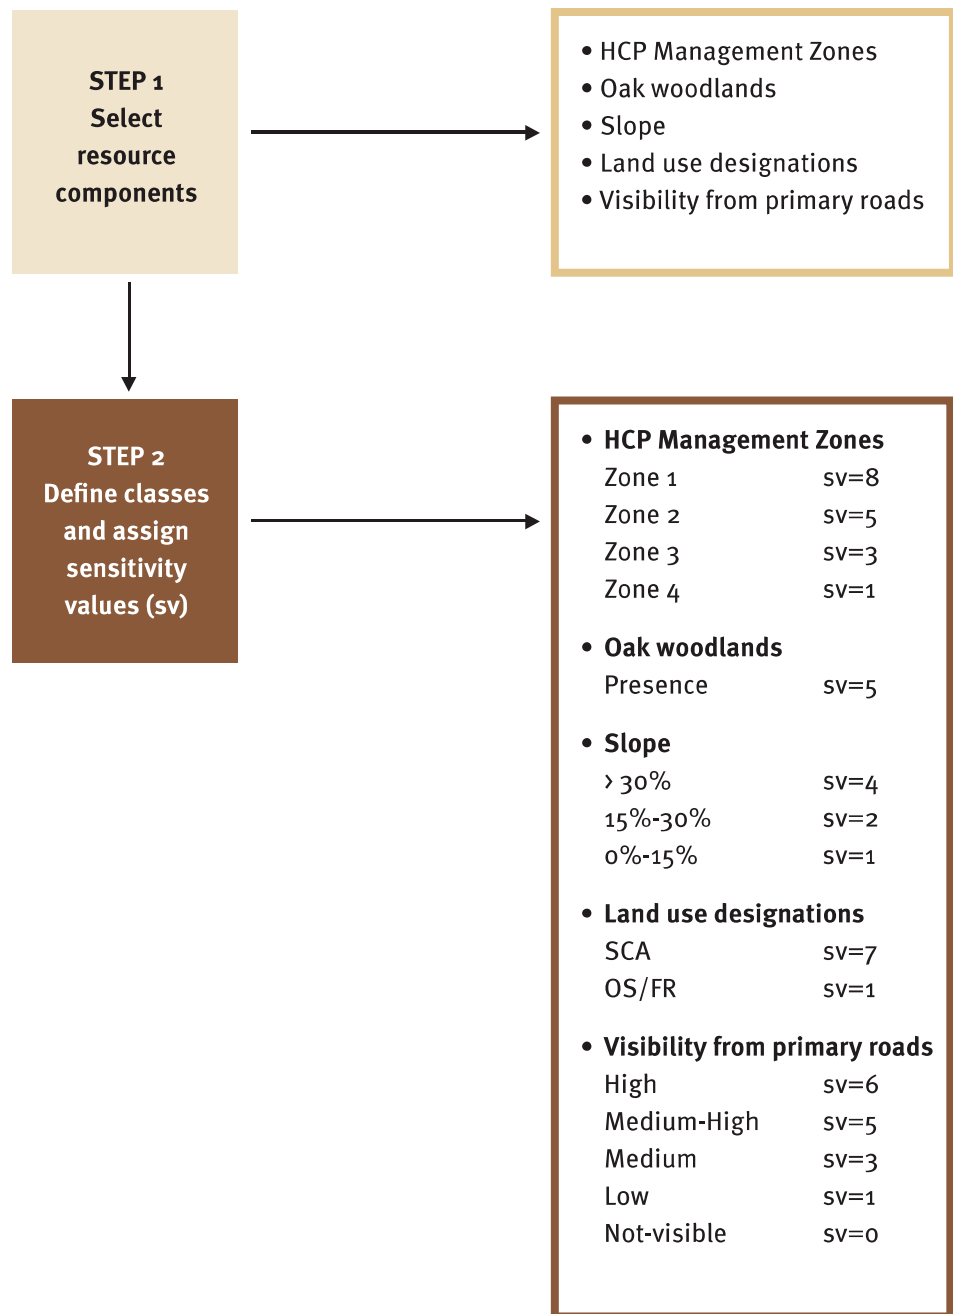 STEP 1
Select
resource
components
• HCP Management Zones
• Oak woodlands
• Slope
• Land use designations
• Visibility from primary roads
STEP 2
Define classes
and assign
sensitivity
values (sv)
• HCP Management Zones
Zone 1 sv=8
Zone 2 sv=5
Zone 3 sv=3
Zone 4 sv=1
• Oak woodlands
Presence sv=5
• Slope
> 30% sv=4
15%-30% sv=2
0%-15% sv=1
• Land use designations
SCA sv=7
OS/FR sv=1
• Visibility from primary roads
High sv=6
Medium-High sv=5
Medium sv=3
Low sv=1
Not-visible sv=0